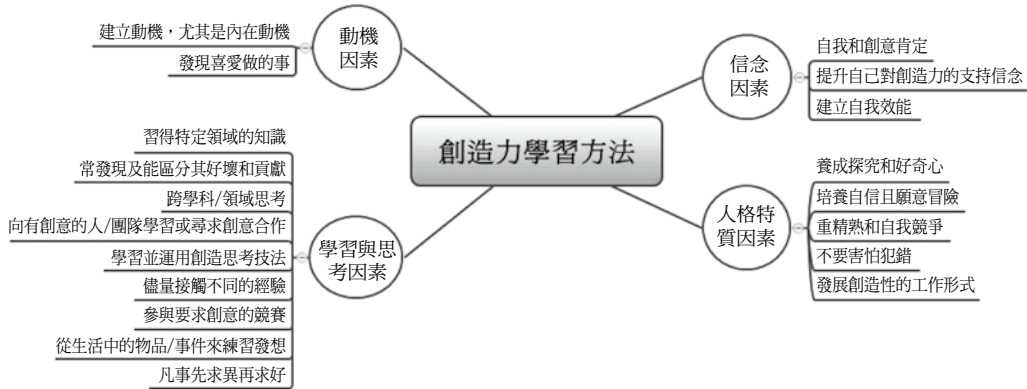 動機
因素
建立動機，尤其是內在動機
發現喜愛做的事
信念
因素
自我和創意肯定
提升自己對創造力的支持信念
建立自我效能
創造力學習方法
學習與思
考因素
習得特定領域的知識
常發現及能區分其好壞和貢獻
跨學科/領域思考
向有創意的人/團隊學習或尋求創意合作
學習並運用創造思考技法
儘量接觸不同的經驗
參與要求創意的競賽
從生活中的物品/事件來練習發想
凡事先求異再求好
人格特
質因素
養成探究和好奇心
培養自信且願意冒險
重精熟和自我競爭
不要害怕犯錯
發展創造性的工作形式